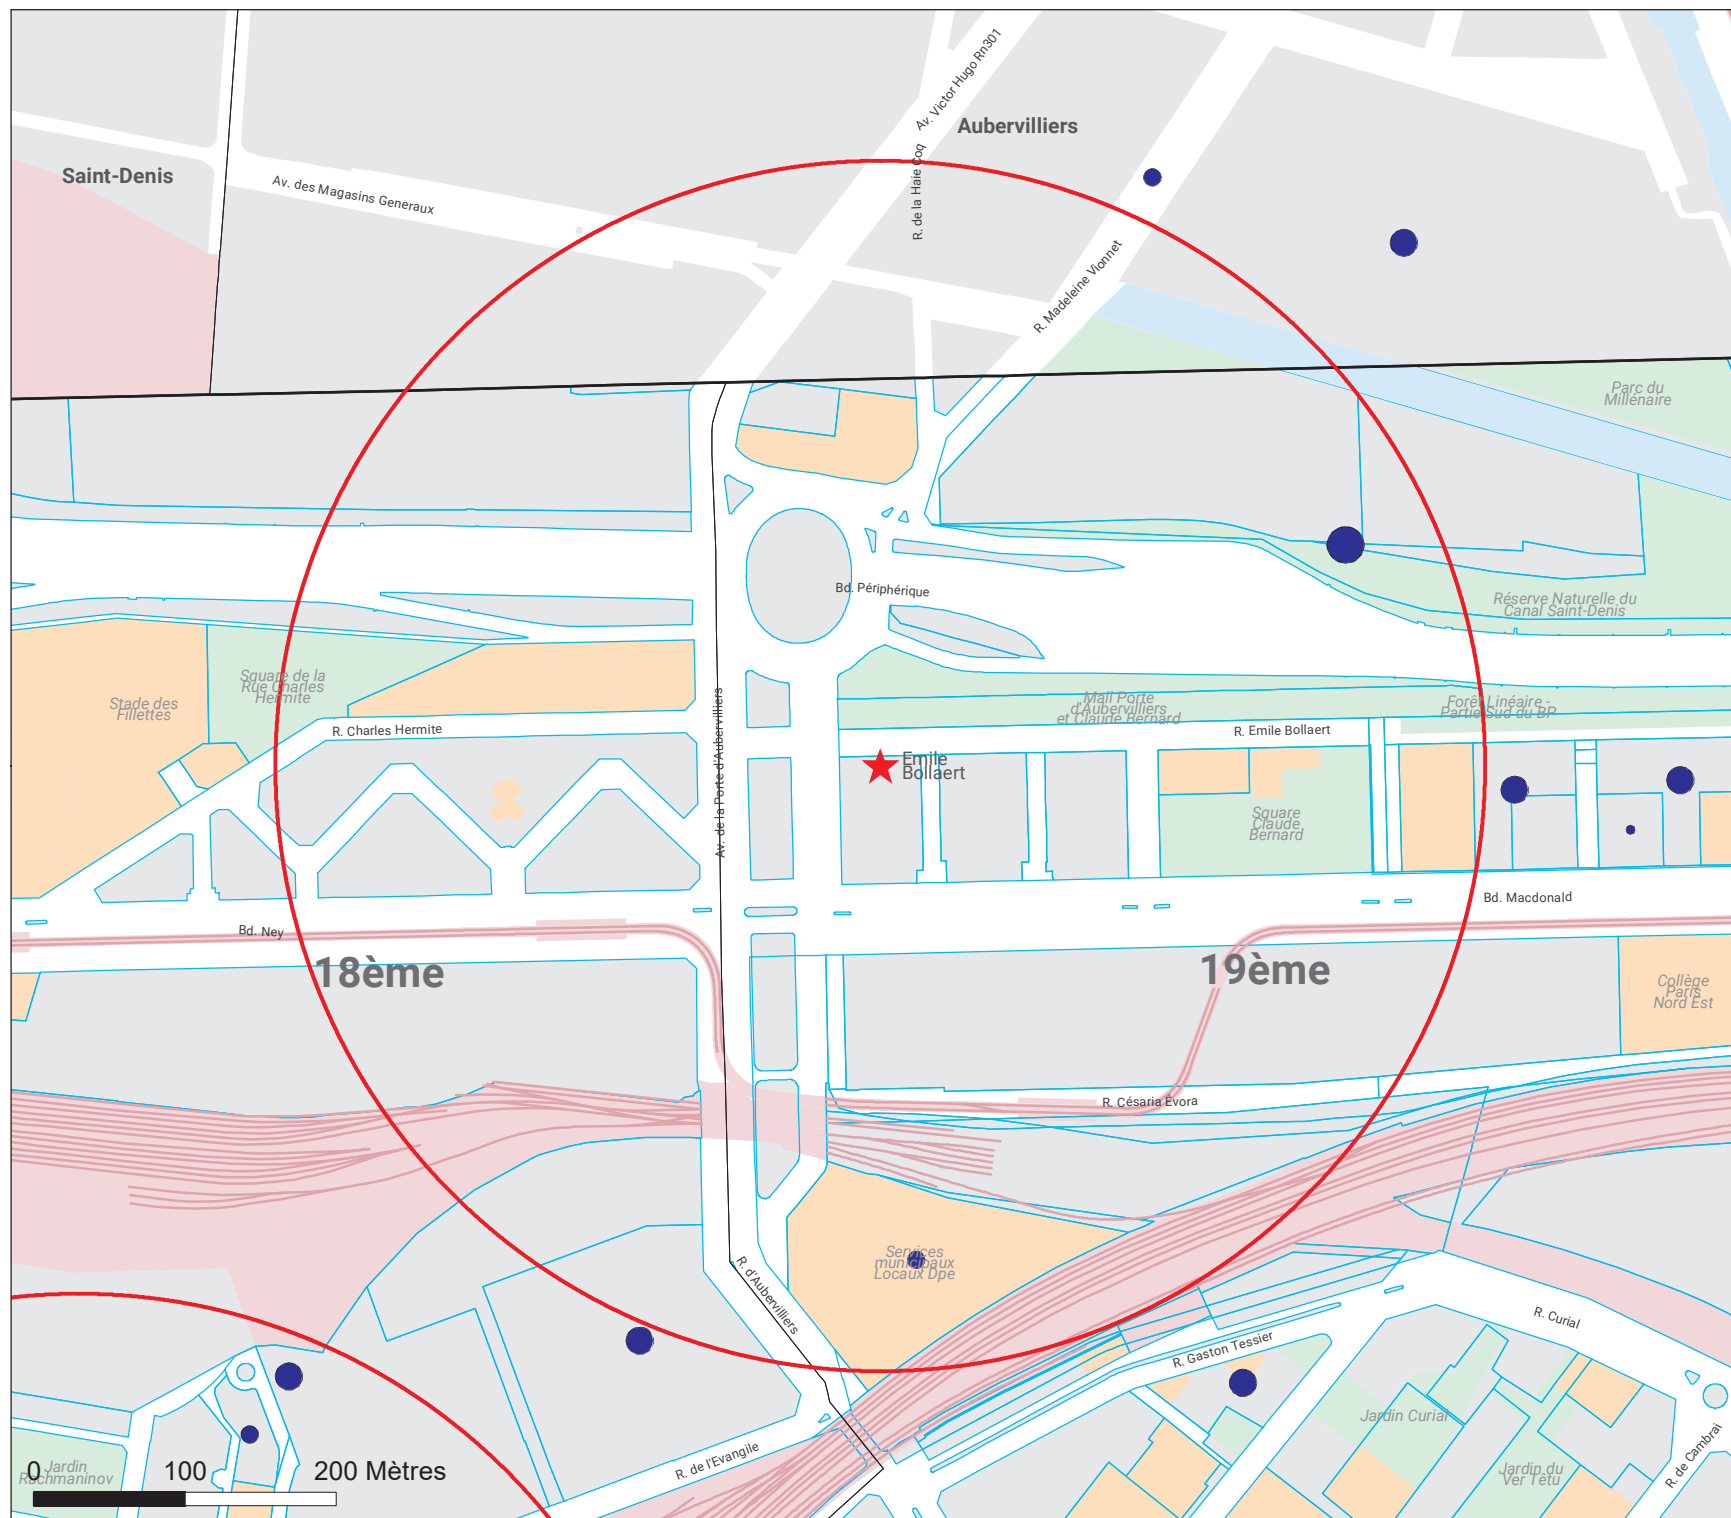 Av. Victor Hugo Rn301
Aubervilliers
Saint-Denis
Av. des Magasins Generaux
R. de la Haie Coq
R. Madeleine Vionnet
Parc du
Millénaire
Bd. Périphérique
Réserve Naturelle du
Canal Saint-Denis
Square de la
Rue Charles
Hermite
Stade des
Fillettes
Mail Porte
d'Aubervilliers
et Claude Bernard
Forêt Linéaire -
Partie Sud du BP
R. Charles Hermite
R. Emile Bollaert
Av. de la Porte d'Aubervilliers
Emile
Bollaert
Square
Claude
Bernard
Bd. Macdonald
Bd. Ney
18ème
19ème
Collège
Paris
Nord Est
R. Césaria Évora
Services
municipaux
Locaux Dpe
R. d'Aubervilliers
R. Curial
R. Gaston Tessier
Jardin Curial
R. de Cambrai
R. de l'Evangile
Jardin
Rachmaninov
Jardin du
Ver Têtu
0 100 200 Mètres